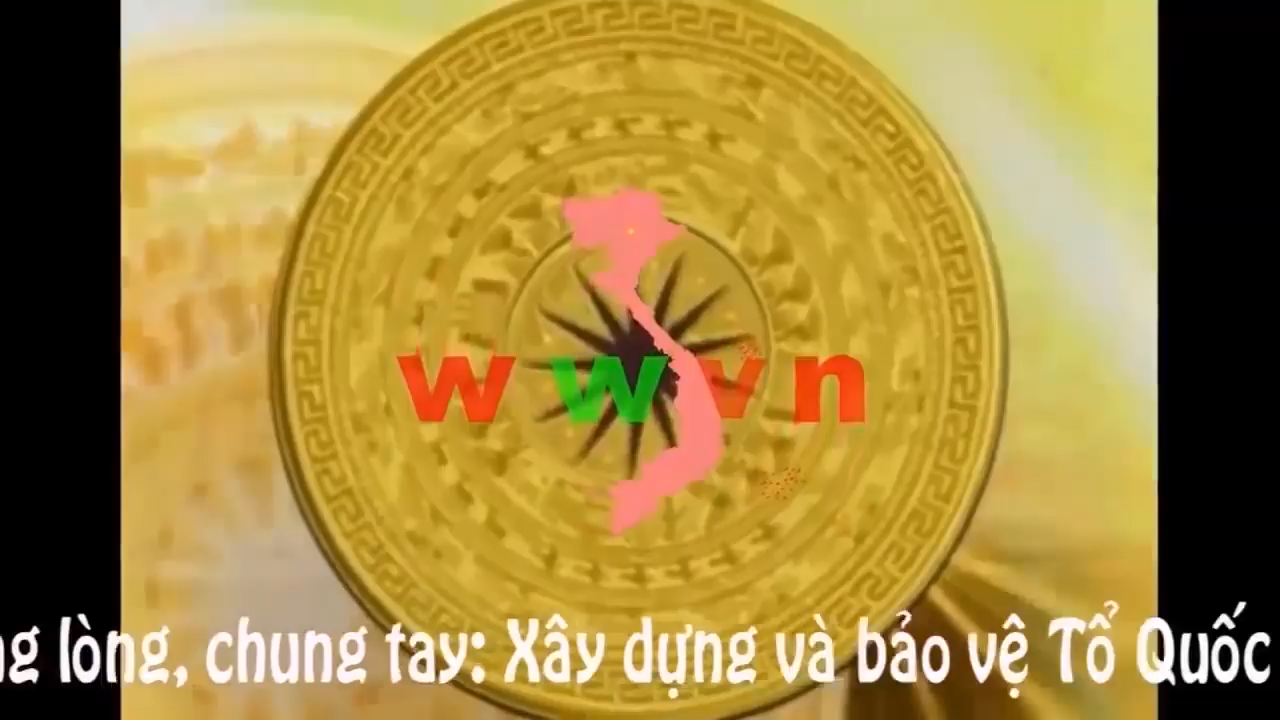 w w v n
lòng, chung tay: Xây dựng và bảo vệ Tổ Quốc